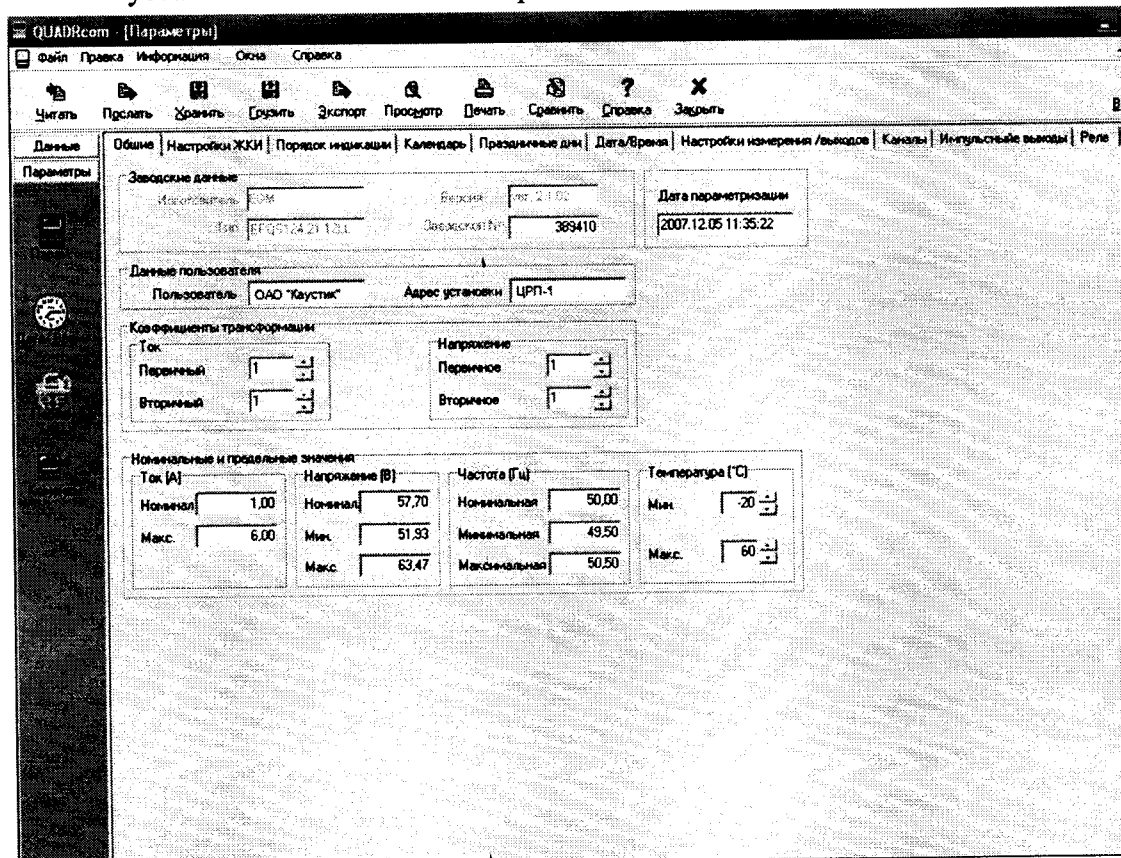 QUADRcom - [Параметры]
Файл Правка Информация Окна Справка
Читать Послать Хранить Грузить Экспорт Просмотр Печать Сравнить Справка Закрыть
Данные
Параметры
Общие Настройки ЖКИ Порядок индикации Календарь Праздничные дни Дата/Время Настройки измерения /выходов Каналы Импульсныйе выходы Реле
Заводские данные
Изготовитель Версия
Тип Заводской № 389410
Дата параметризации
2007.12.05 11:35:22
Данные пользователя
Пользователь ОАО "Каустик" Адрес установки ЦРП-1
Коэффициенты трансформации
Ток
Первичный 1
Вторичный 1
Напряжение
Первичное 1
Вторичное 1
Номинальные и предельные значения
Ток [А]
Номинал 1,00
Макс. 6,00
Напряжение [В]
Номинал 57,70
Мин. 51,93
Макс 63,47
Частота [Гц]
Номинальная 50,00
Минимальная 49,50
Максимальная 50,50
Температура [°C]
Мин. -20
Макс. 60